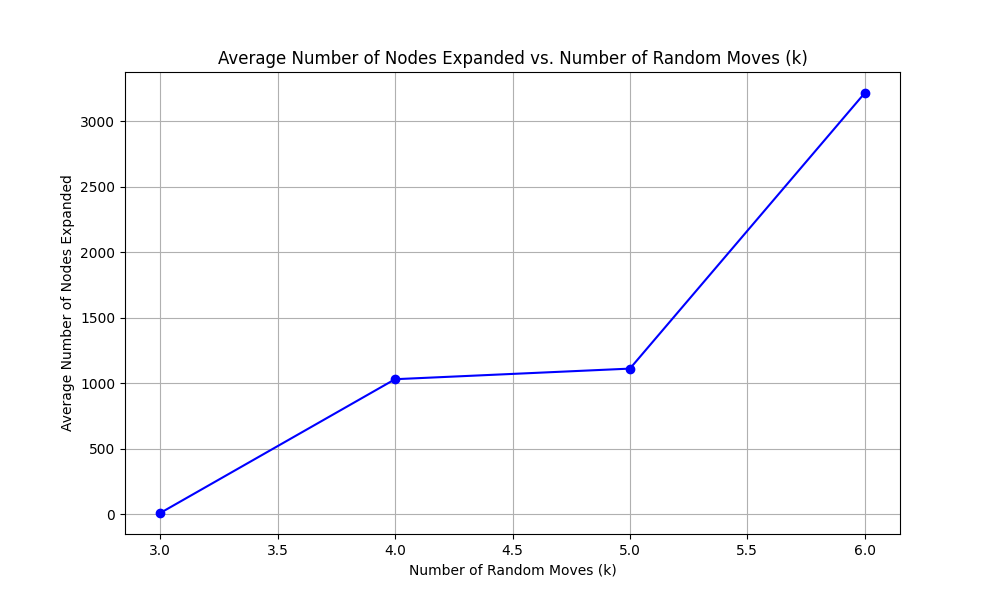 Average Number of Nodes Expanded vs. Number of Random Moves (k)
Average Number of Nodes Expanded
3000
2500
2000
1500
1000
500
0
3.0 3.5 4.0 4.5 5.0 5.5 6.0
Number of Random Moves (k)